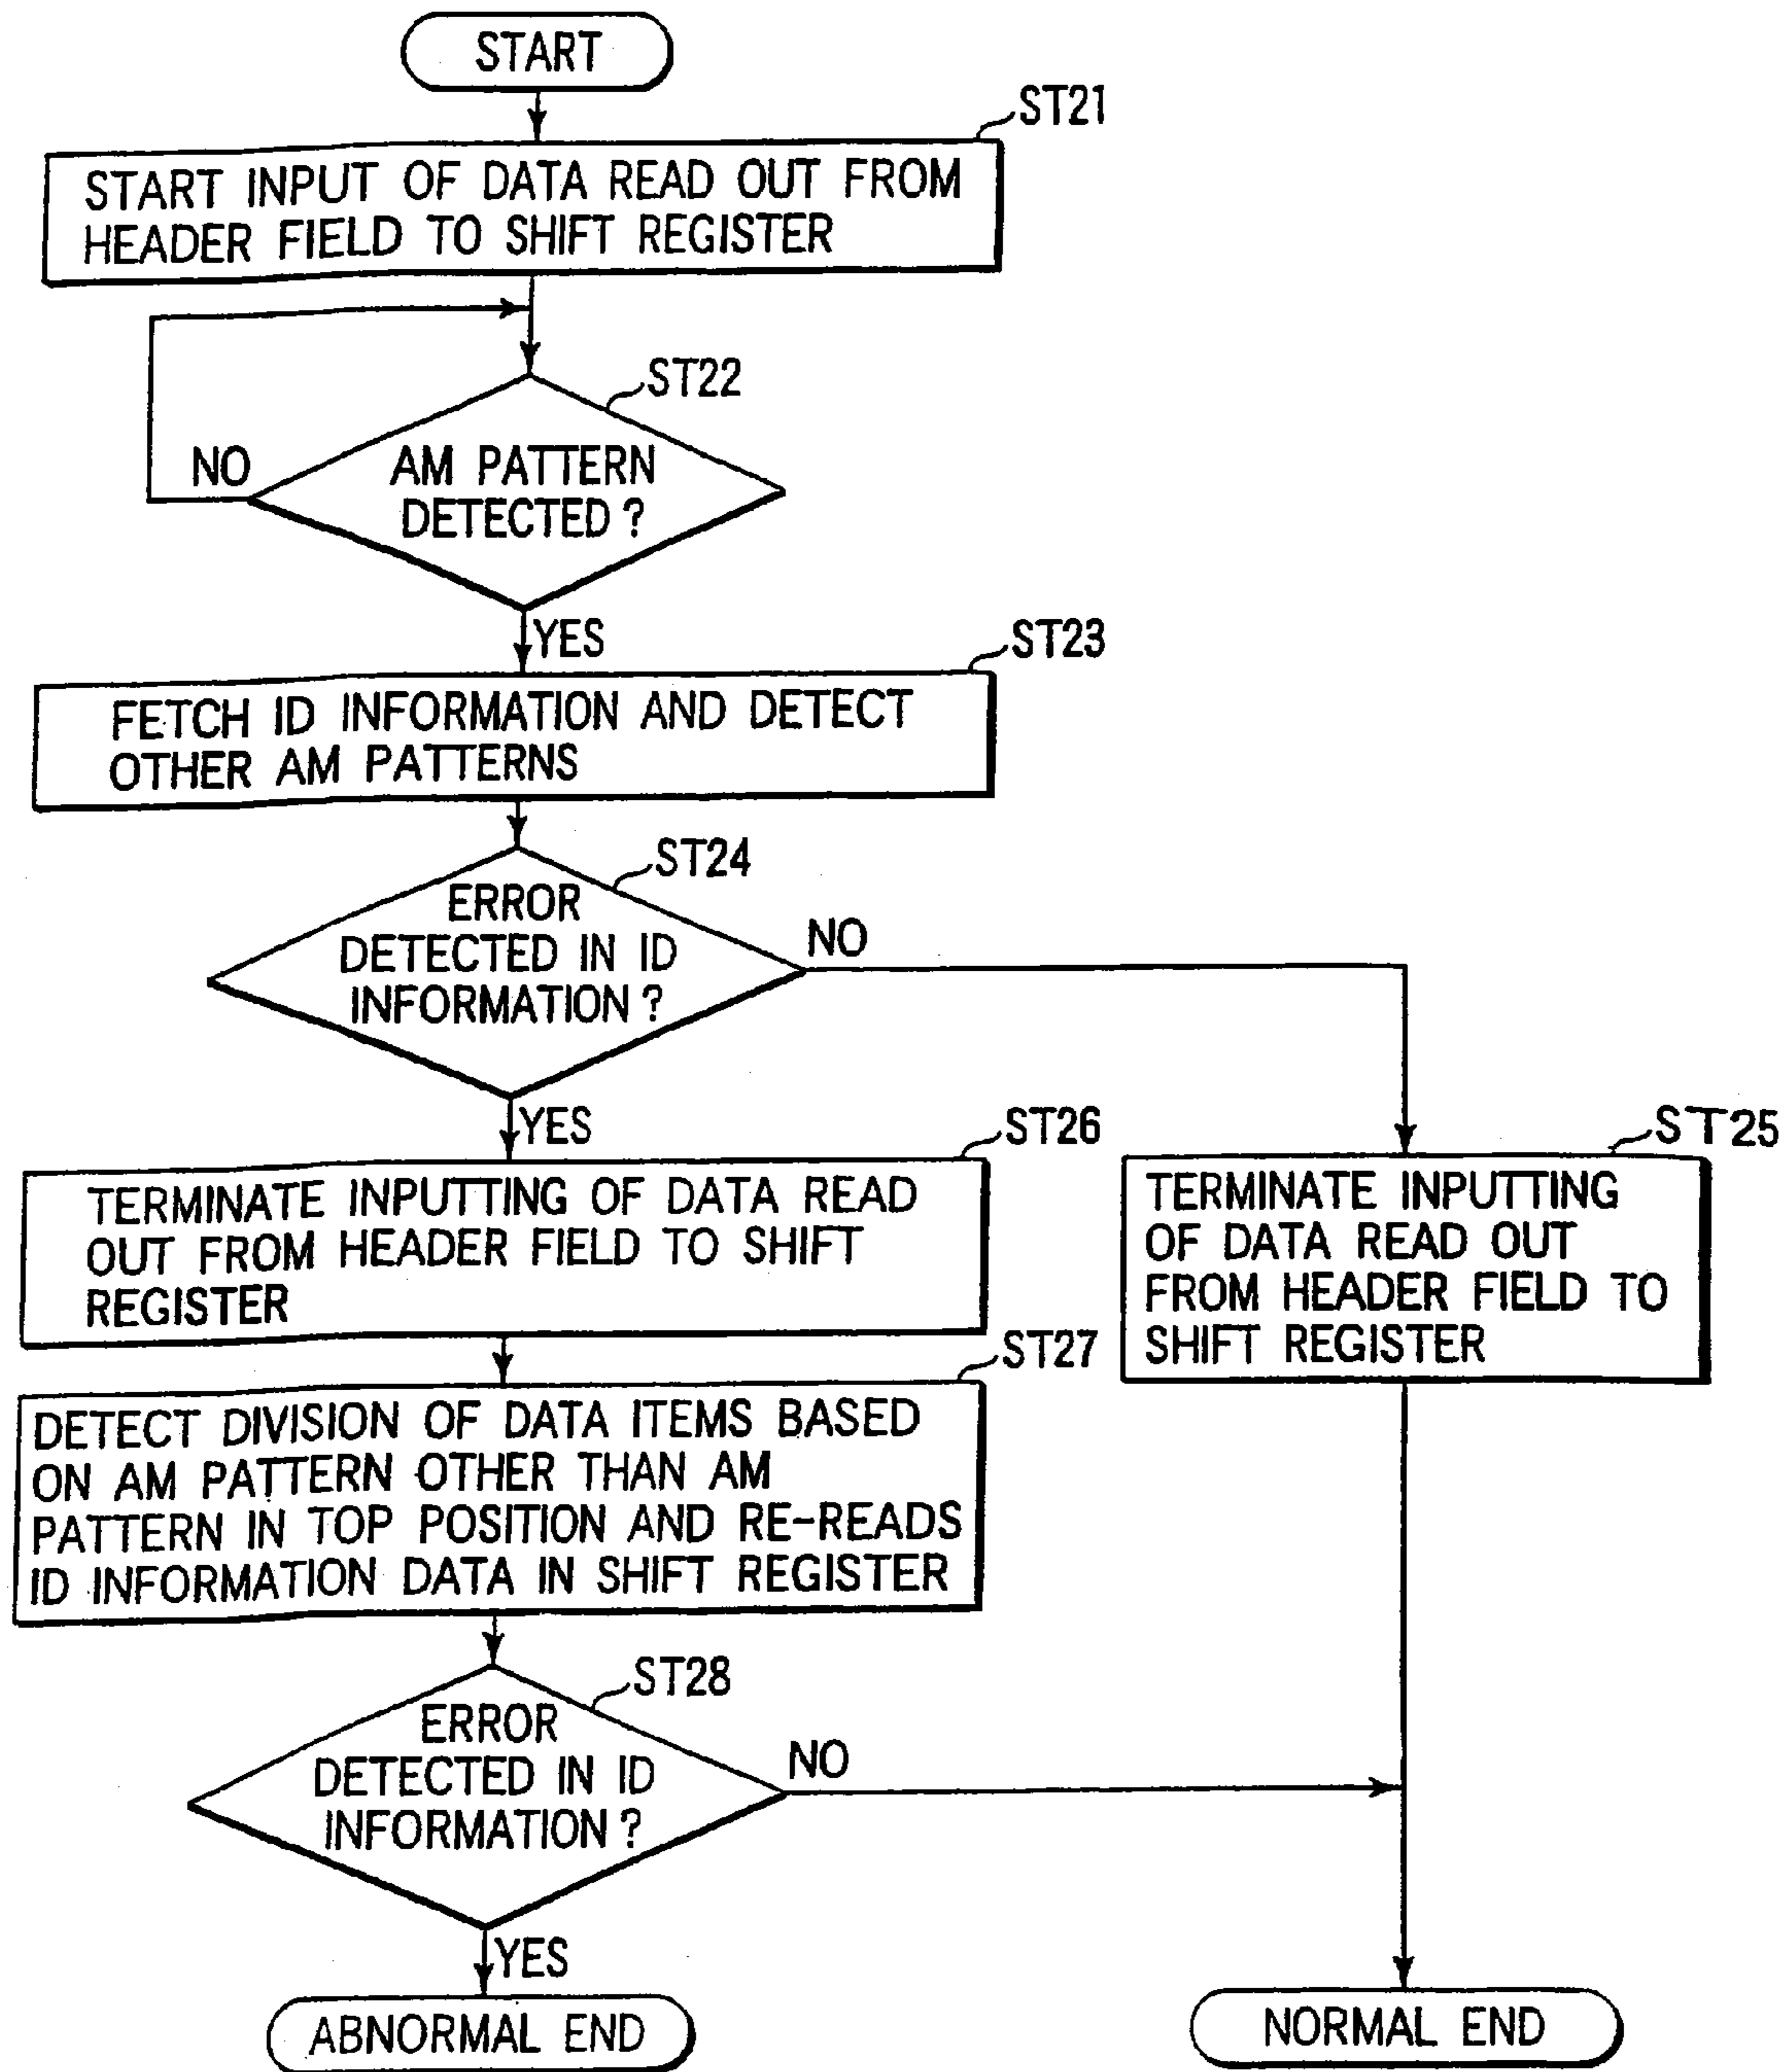 START
ST21
START INPUT OF DATA READ OUT FROM
HEADER FIELD TO SHIFT REGISTER
ST22
NO
AM PATTERN
DETECTED?
YES
ST23
FETCH ID INFORMATION AND DETECT
OTHER AM PATTERNS
ST24
ERROR
DETECTED IN ID
INFORMATION?
NO
YES
ST26
TERMINATE INPUTTING OF DATA READ
OUT FROM HEADER FIELD TO SHIFT
REGISTER
ST25
TERMINATE INPUTTING
OF DATA READ OUT
FROM HEADER FIELD TO
SHIFT REGISTER
ST27
DETECT DIVISION OF DATA ITEMS BASED
ON AM PATTERN OTHER THAN AM
PATTERN IN TOP POSITION AND RE-READS
ID INFORMATION DATA IN SHIFT REGISTER
ST28
ERROR
DETECTED IN ID
INFORMATION?
NO
YES
ABNORMAL END
NORMAL END